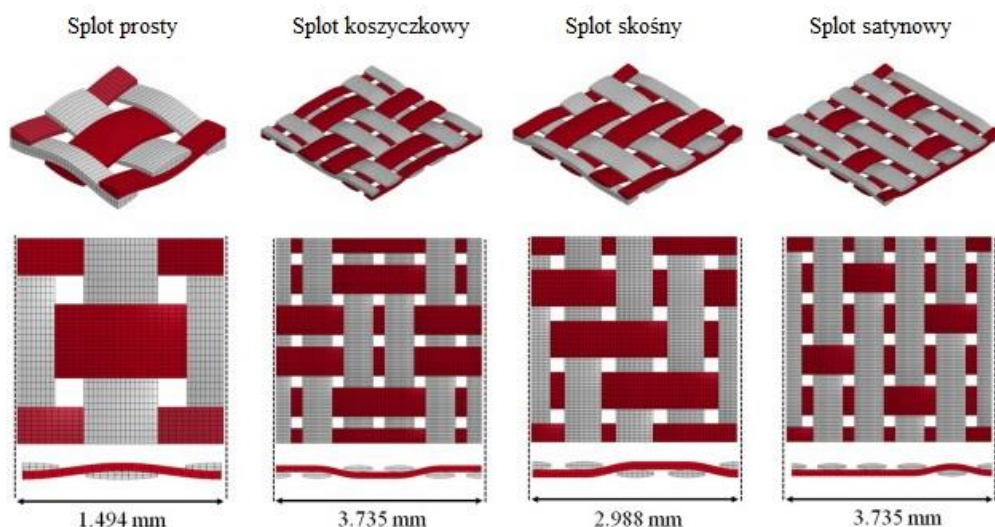 Splot prosty Splot koszyczkowy Splot skośny Splot satynowy
1.494 mm 3.735 mm 2.988 mm 3.735 mm